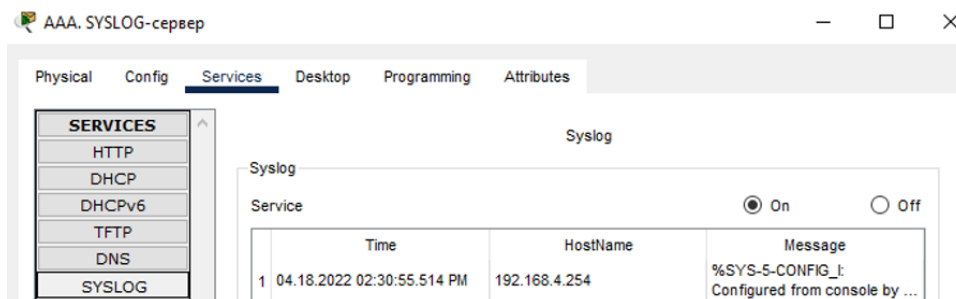 AAA. SYSLOG-сервер
Physical Config Services Desktop Programming Attributes
SERVICES
HTTP
DHCP
DHCPv6
TFTP
DNS
SYSLOG
Syslog
Syslog
Service On Off
Time HostName Message
1 04.18.2022 02:30:55.514 PM 192.168.4.254 %SYS-5-CONFIG_I:
Configured from console by ...